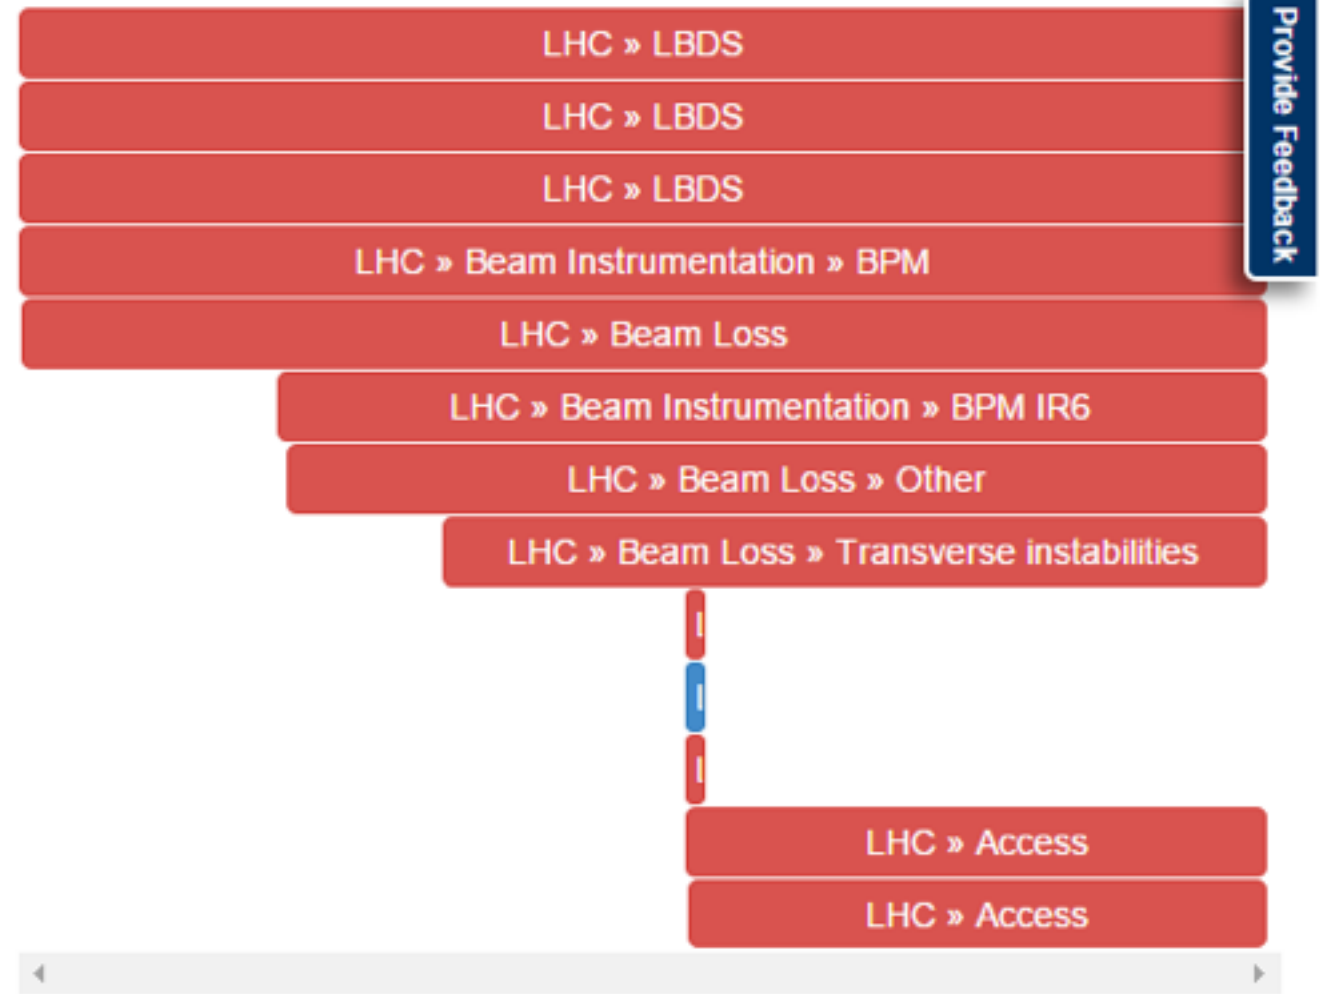 LHC » LBDS
LHC » LBDS
LHC » LBDS
LHC » Beam Instrumentation » BPM
LHC » Beam Loss
LHC » Beam Instrumentation » BPM IR6
LHC » Beam Loss » Other
LHC » Beam Loss » Transverse instabilities
LHC » Access
LHC » Access
Provide Feedback